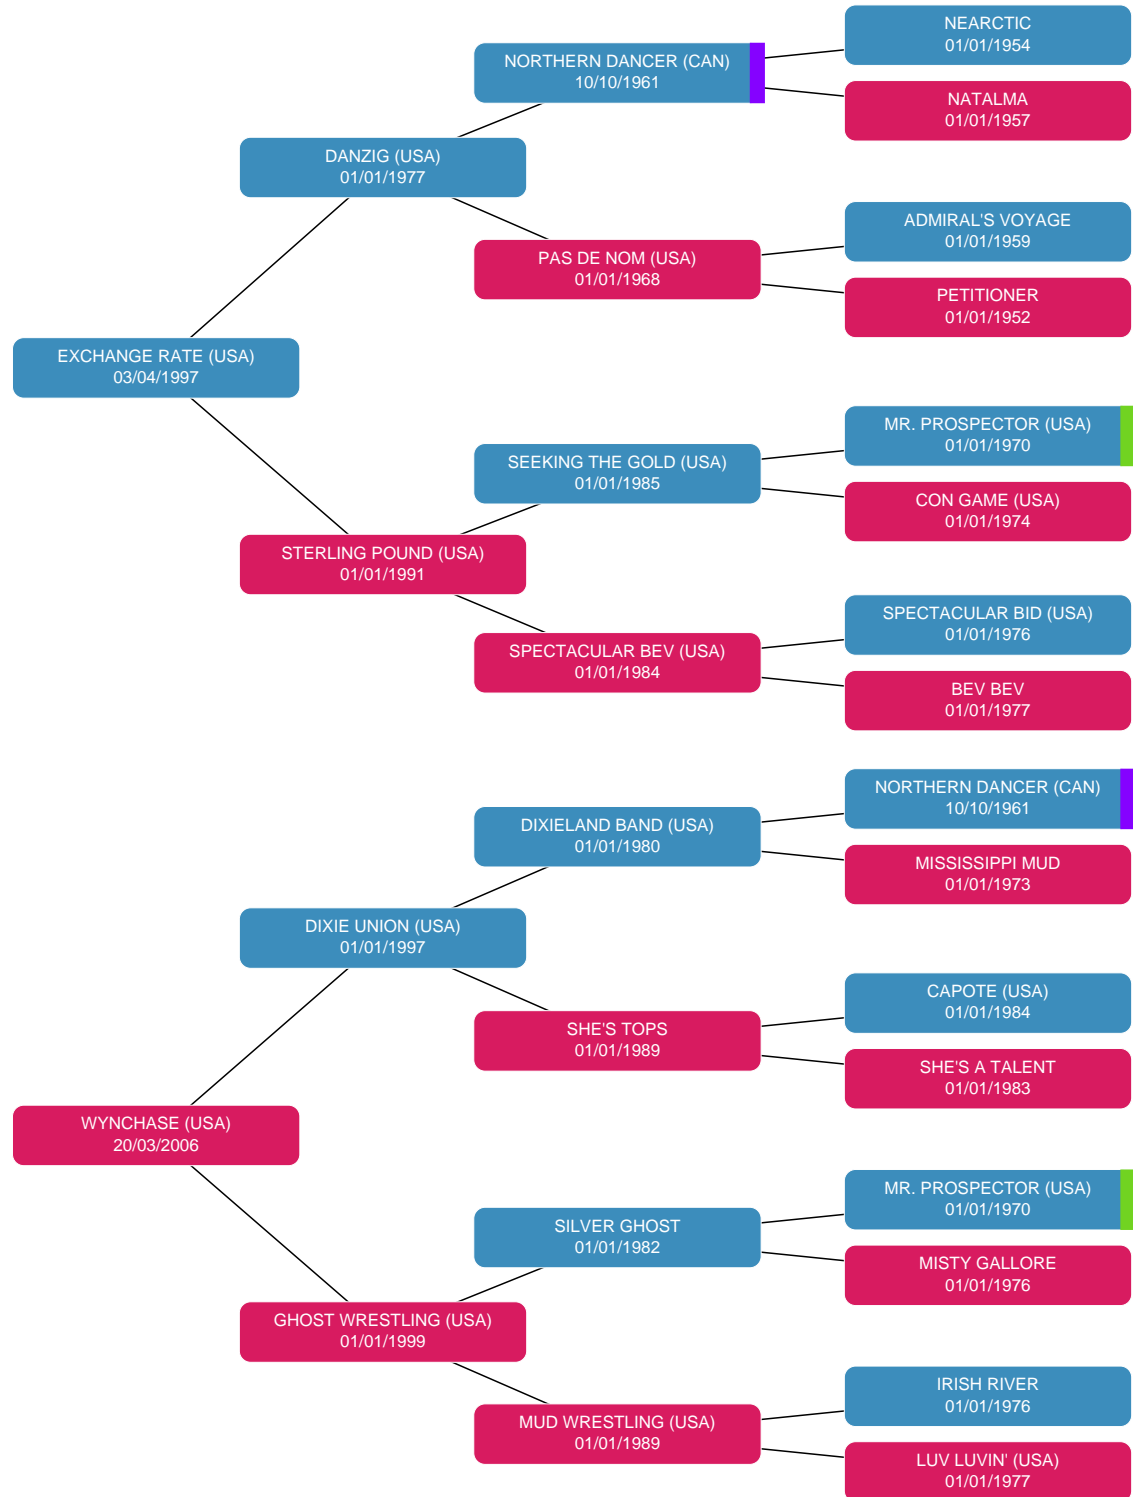 NEARCTIC
01/01/1954
NORTHERN DANCER (CAN)
10/10/1961
NATALMA
01/01/1957
DANZIG (USA)
01/01/1977
ADMIRAL'S VOYAGE
01/01/1959
PAS DE NOM (USA)
01/01/1968
PETITIONER
01/01/1952
EXCHANGE RATE (USA)
03/04/1997
MR. PROSPECTOR (USA)
01/01/1970
SEEKING THE GOLD (USA)
01/01/1985
CON GAME (USA)
01/01/1974
STERLING POUND (USA)
01/01/1991
SPECTACULAR BID (USA)
01/01/1976
SPECTACULAR BEV (USA)
01/01/1984
BEV BEV
01/01/1977
NORTHERN DANCER (CAN)
10/10/1961
DIXIELAND BAND (USA)
01/01/1980
MISSISSIPPI MUD
01/01/1973
DIXIE UNION (USA)
01/01/1997
CAPOTE (USA)
01/01/1984
SHE'S TOPS
01/01/1989
SHE'S A TALENT
01/01/1983
WYNCHASE (USA)
20/03/2006
MR. PROSPECTOR (USA)
01/01/1970
SILVER GHOST
01/01/1982
MISTY GALLORE
01/01/1976
GHOST WRESTLING (USA)
01/01/1999
IRISH RIVER
01/01/1976
MUD WRESTLING (USA)
01/01/1989
LUV LUVIN' (USA)
01/01/1977